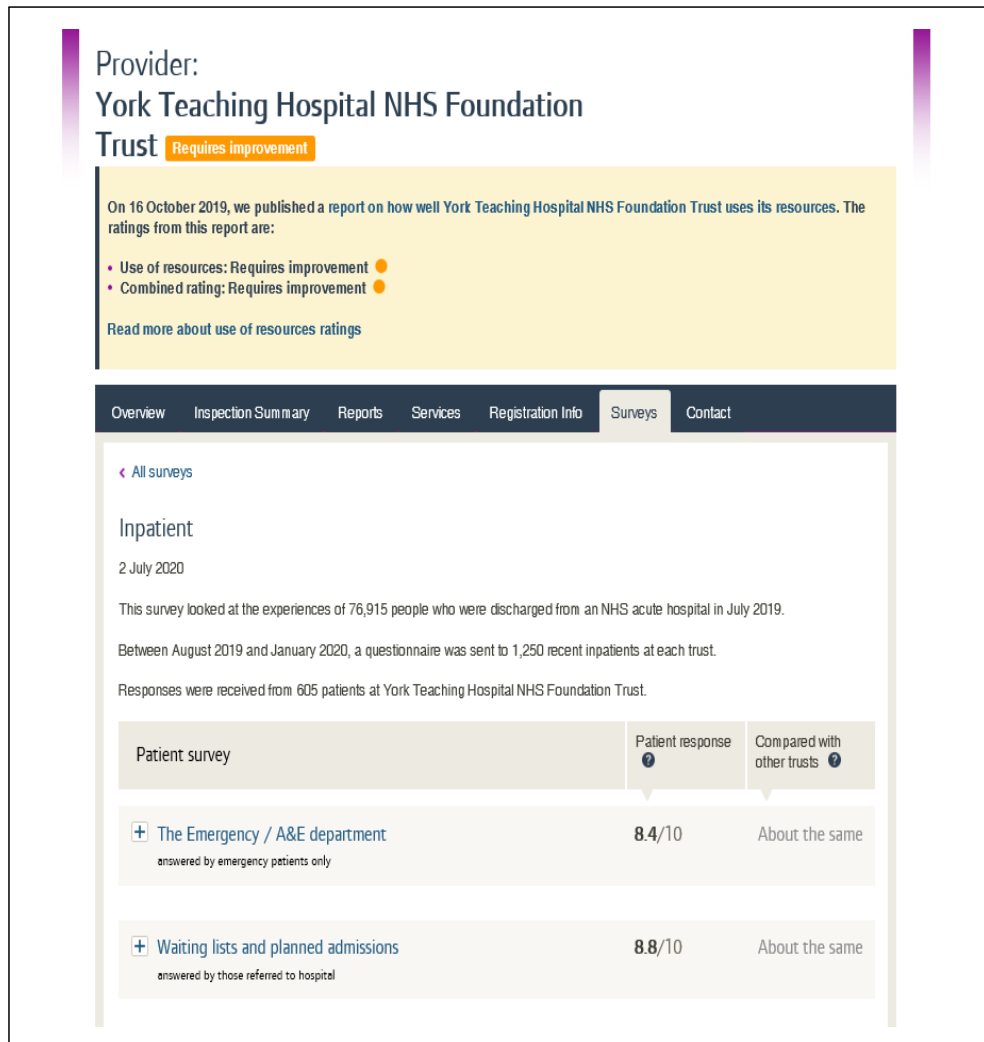 Provider:
York Teaching Hospital NHS Foundation
Trust Requires improvement
On 16 October 2019, we published a report on how well York Teaching Hospital NHS Foundation Trust uses its resources. The
ratings from this report are:
• Use of resources: Requires improvement
• Combined rating: Requires improvement
Read more about use of resources ratings
Overview Inspection Summary Reports Services Registration Info Surveys Contact
‹ All surveys
Inpatient
2 July 2020
This survey looked at the experiences of 76,915 people who were discharged from an NHS acute hospital in July 2019.
Between August 2019 and January 2020, a questionnaire was sent to 1,250 recent inpatients at each trust.
Responses were received from 605 patients at York Teaching Hospital NHS Foundation Trust.
Patient survey
Patient response
?
Compared with
other trusts ?
+ The Emergency / A&E department 8.4/10 About the same
answered by emergency patients only
+ Waiting lists and planned admissions 8.8/10 About the same
answered by those referred to hospital